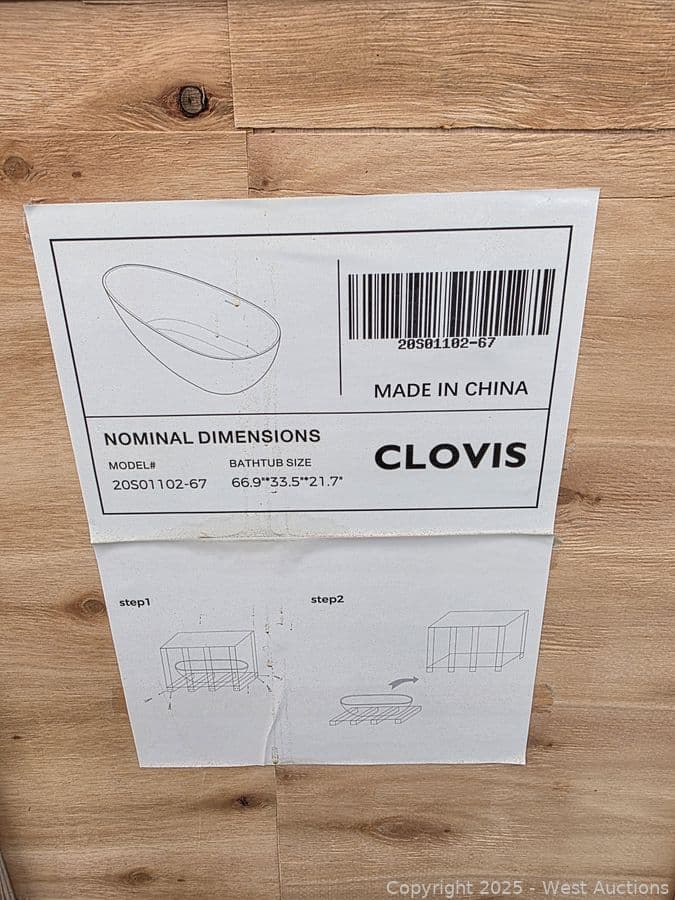 20S01102-67
MADE IN CHINA
NOMINAL DIMENSIONS
MODEL# BATHTUB SIZE
20S01102-67 66.9"*33.5"*21.7"
CLOVIS
step1 step2
Copyright 2025 - West Auctions